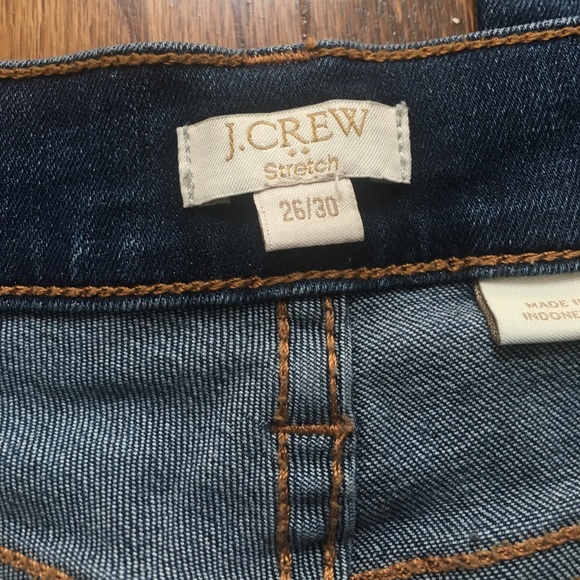 J.CREW
Stretch
26/30
MADE I
INDONE